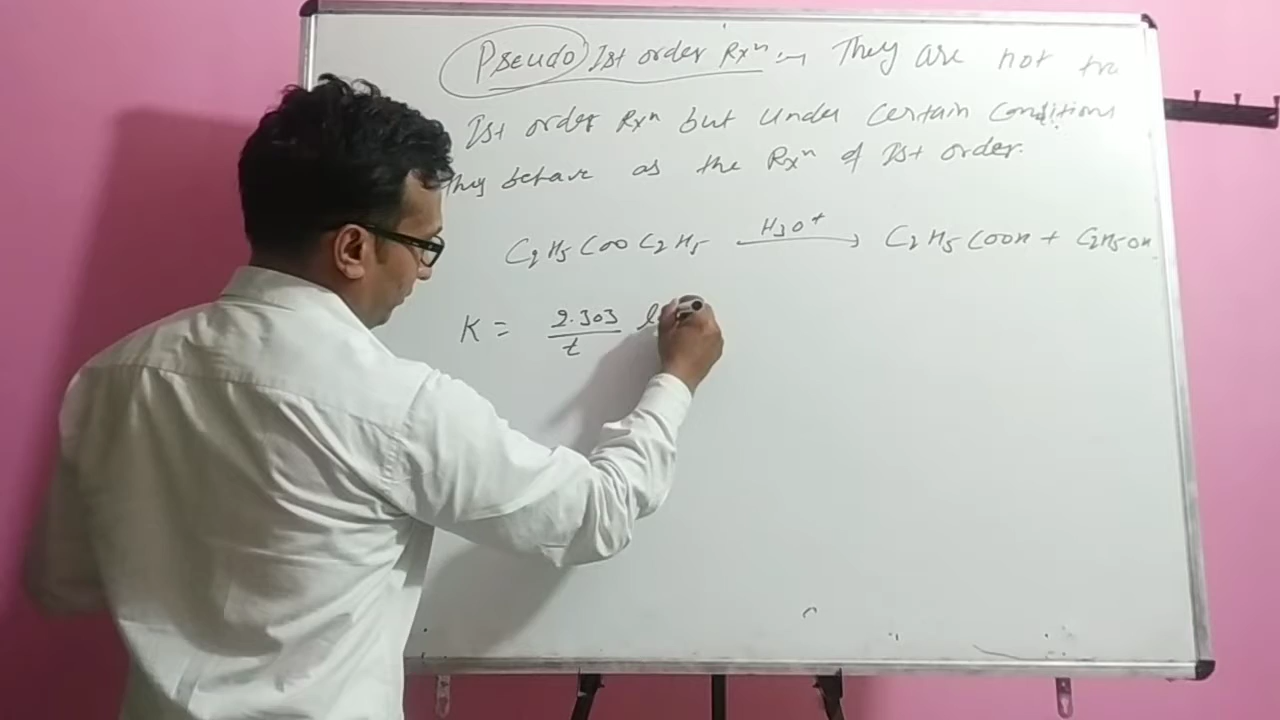 Pseudo Ist order Rxⁿ :→ They are not
Ist order Rxⁿ but under certain conditions
they behave as the Rxⁿ of Ist order.
C₂H₅COOC₂H₅ —H₃O⁺→ C₂H₅COOH + C₂H₅OH
K = 2.303/t